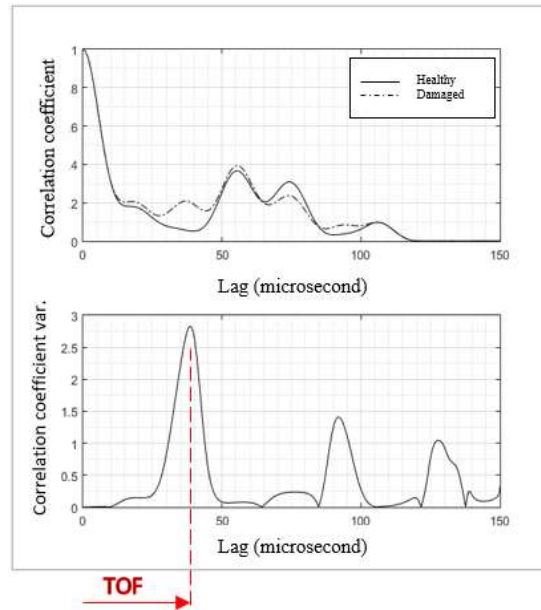 Correlation coefficient
1
8
6
4
2
0
Healthy
Damaged
0 50 100 150
Lag (microsecond)
Correlation coefficient var.
3
2.5
2
1.5
1
0.5
0
0 50 100 150
Lag (microsecond)
TOF